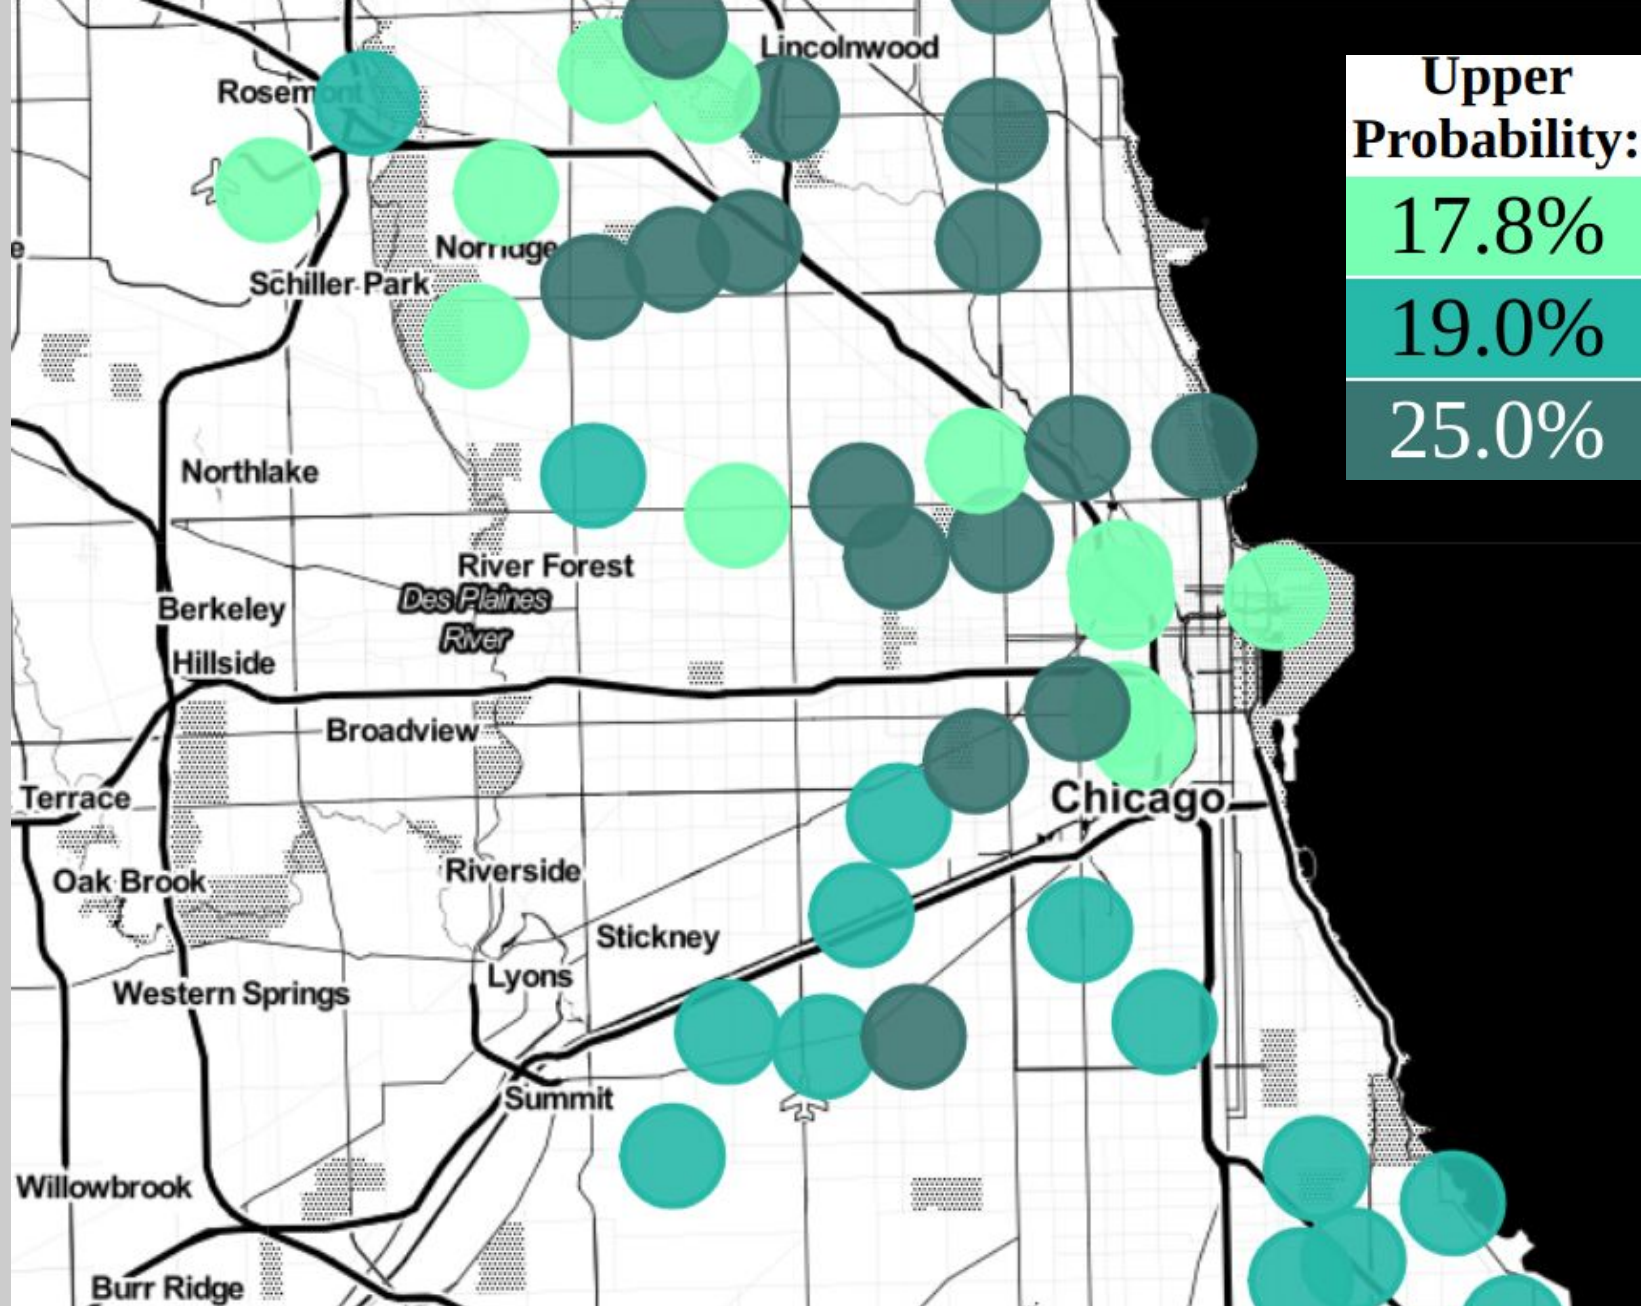 Lincolnwood
Upper
Probability:
Rosemont
17.8%
e
Norridge
Schiller Park
19.0%
25.0%
Northlake
River Forest
Des Plaines
River
Berkeley
Hillside
Broadview
Terrace
Chicago
Riverside
Oak Brook
Stickney
Lyons
Western Springs
Summit
Willowbrook
Burr Ridge